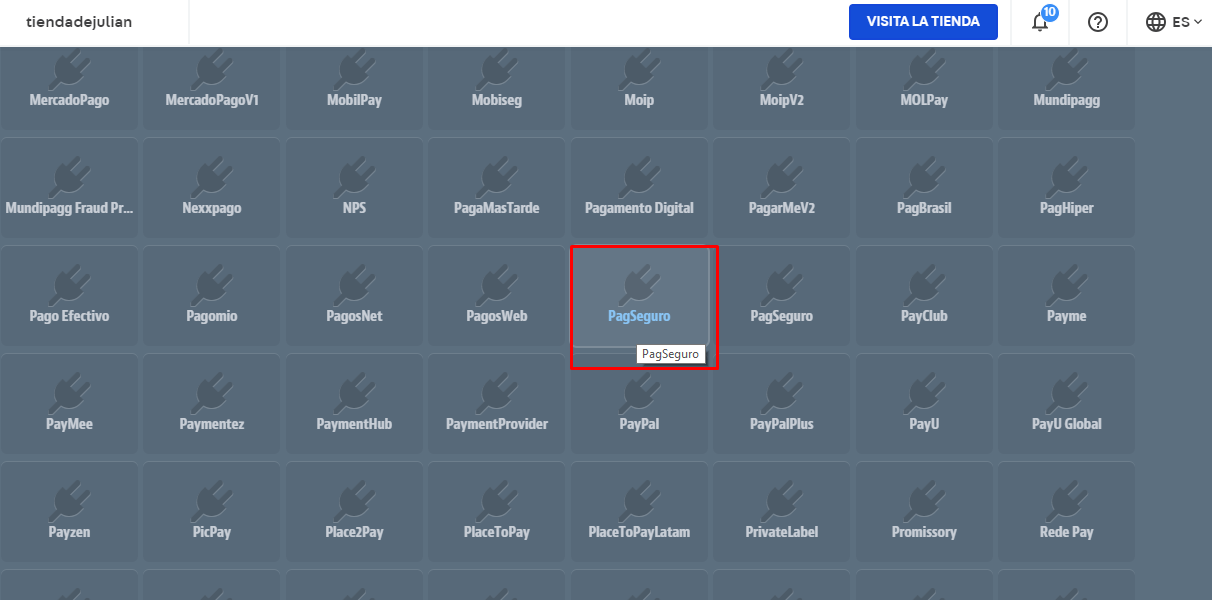 tiendadejulian
VISITA LA TIENDA
10
ES
MercadoPago
MercadoPagoV1
MobilPay
Mobiseg
Moip
MoipV2
MOLPay
Mundipagg
Mundipagg Fraud Pr...
Nexxpago
NPS
PagaMasTarde
Pagamento Digital
PagarMeV2
PagBrasil
PagHiper
Pago Efectivo
Pagomio
PagosNet
PagosWeb
PagSeguro
PagSeguro
PagSeguro
PayClub
Payme
PayMee
Paymentez
PaymentHub
PaymentProvider
PayPal
PayPalPlus
PayU
PayU Global
Payzen
PicPay
Place2Pay
PlaceToPay
PlaceToPayLatam
PrivateLabel
Promissory
Rede Pay